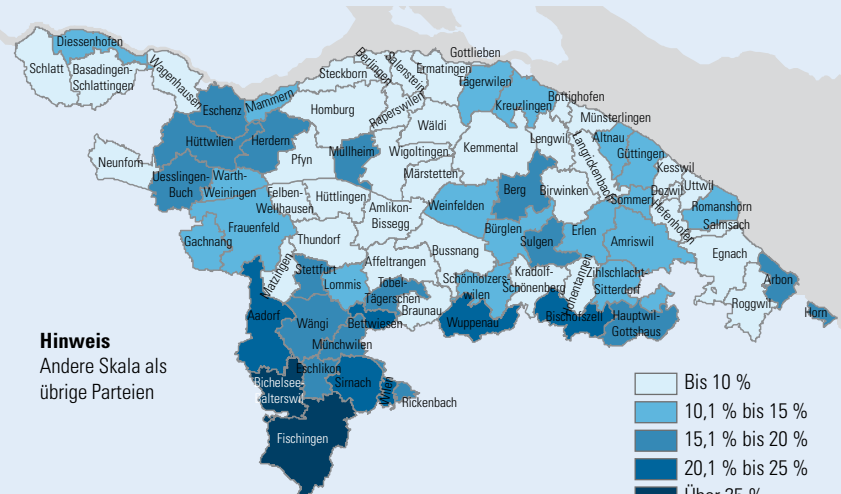 Gottlieben
Diessenhofen
Schlatt
Basadingen-
Schlattingen
Wagenhausen
Steckborn
Berlingen
Salenstein
Ermatingen
Tägerwilen
Kreuzlingen
Bottighofen
Münsterlingen
Eschenz
Mammern
Homburg
Raperswilen
Wäldi
Hüttwilen
Herdern
Müllheim
Wigoltingen
Kemmental
Lengwil
Langrickenbach
Altnau
Güttingen
Neunforn
Pfyn
Märstetten
Kesswil
Uesslingen-
Buch
Warth-
Weiningen
Felben-
Wellhausen
Hüttlingen
Berg
Birwinken
Sommeri
Dozwil
Uttwil
Hefenhofen
Romanshorn
Salmsach
Amlikon-
Bissegg
Weinfelden
Gachnang
Frauenfeld
Thundorf
Bürglen
Sulgen
Erlen
Amriswil
Egnach
Matzingen
Stettfurt
Affeltrangen
Bussnang
Lommis
Tobel-
Tägerschen
Schönholzers-
wilen
Kradolf-
Schönenberg
Hohentannen
Zihlschlacht-
Sitterdorf
Arbon
Roggwil
Horn
Aadorf
Wängi
Bettwiesen
Braunau
Wuppenau
Bischofszell
Hauptwil-
Gottshaus
Münchwilen
Eschlikon
Bichelsee-
Balterswil
Sirnach
Wilen
Rickenbach
Fischingen
Hinweis
Andere Skala als
übrige Parteien
Bis 10 %
10,1 % bis 15 %
15,1 % bis 20 %
20,1 % bis 25 %
Über 25 %